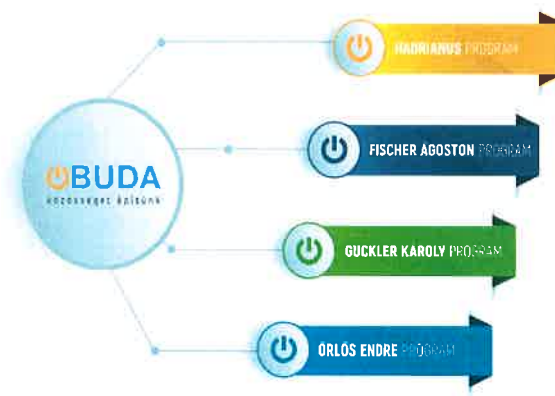 HADRIANUS PROGRAM
FISCHER ÁGOSTON PROGRAM
ÓBUDA
közösséget építünk
GUCKLER KÁROLY PROGRAM
ÖRLŐS ENDRE PROGRAM